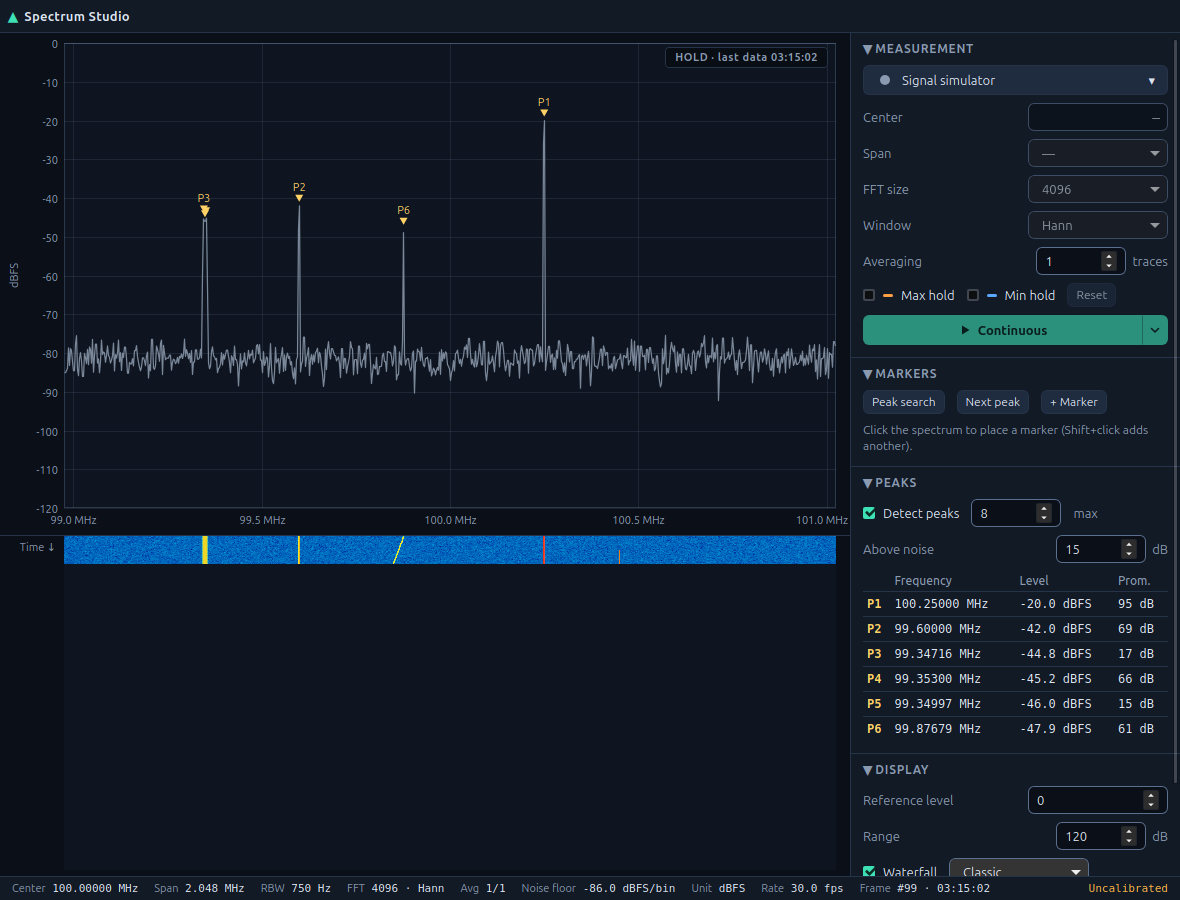 Spectrum Studio
HOLD · last data 03:15:02
0
-10
-20
-30
-40
-50
-60
-70
-80
-90
-100
-110
-120
dBFS
P1
P2
P3
P6
99.0 MHz 99.5 MHz 100.0 MHz 100.5 MHz 101.0 MHz
Time ↓
▼ MEASUREMENT
Signal simulator
Center –
Span —
FFT size 4096
Window Hann
Averaging 1 traces
Max hold Min hold Reset
Continuous
▼ MARKERS
Peak search Next peak + Marker
Click the spectrum to place a marker (Shift+click adds
another).
▼ PEAKS
Detect peaks 8 max
Above noise 15 dB
Frequency Level Prom.
P1 100.25000 MHz -20.0 dBFS 95 dB
P2 99.60000 MHz -42.0 dBFS 69 dB
P3 99.34716 MHz -44.8 dBFS 17 dB
P4 99.35300 MHz -45.2 dBFS 66 dB
P5 99.34997 MHz -46.0 dBFS 15 dB
P6 99.87679 MHz -47.9 dBFS 61 dB
▼ DISPLAY
Reference level 0
Range 120 dB
Waterfall Classic
Center 100.00000 MHz Span 2.048 MHz RBW 750 Hz FFT 4096 · Hann Avg 1/1 Noise floor -86.0 dBFS/bin Unit dBFS Rate 30.0 fps Frame #99 · 03:15:02 Uncalibrated